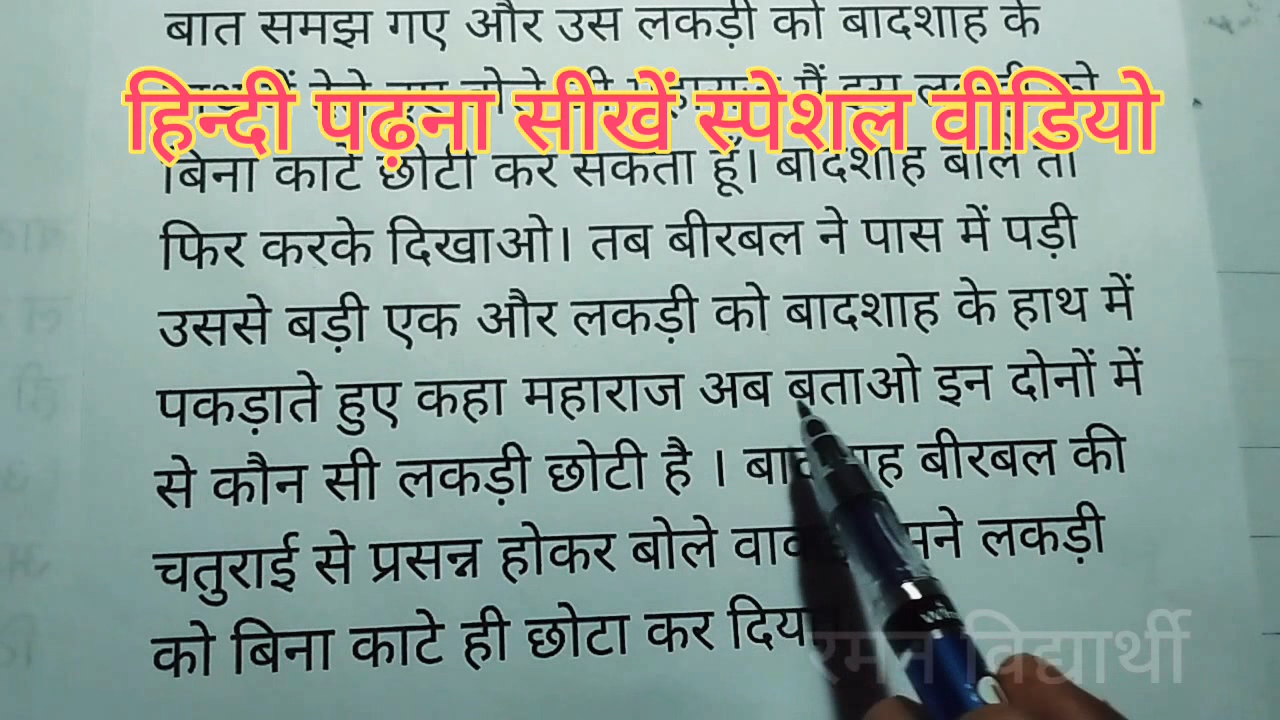 बात समझ गए और उस लकड़ी को बादशाह के
हिन्दी पढ़ना सीखें स्पेशल वीडियो
बिना काटे छोटी कर सकता हूँ। बादशाह बोले तो
फिर करके दिखाओ। तब बीरबल ने पास में पड़ी
उससे बड़ी एक और लकड़ी को बादशाह के हाथ में
पकड़ाते हुए कहा महाराज अब बताओ इन दोनों में
से कौन सी लकड़ी छोटी है । बीरबल की
चतुराई से प्रसन्न होकर बोले लकड़ी
को बिना काटे ही छोटा कर
रमन विद्यार्थी